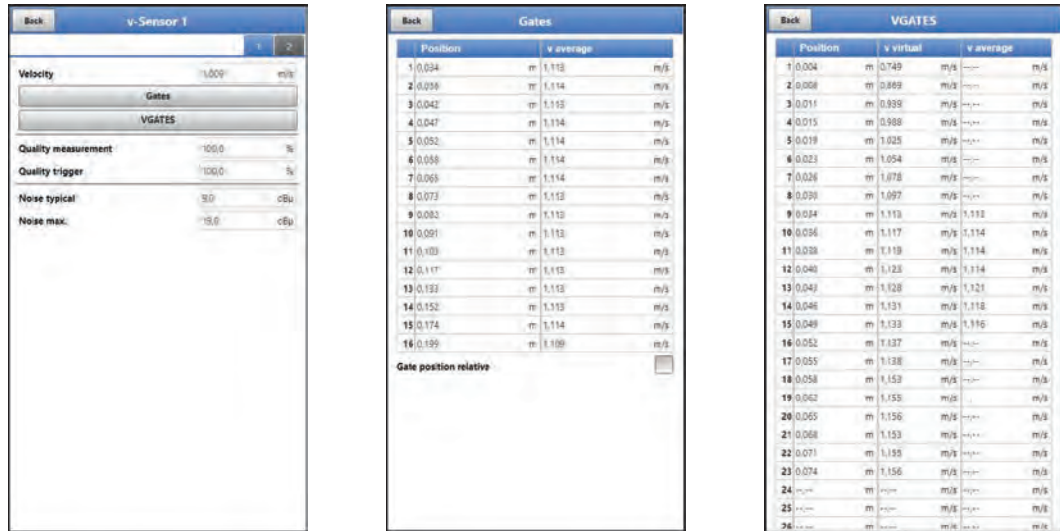 Back v-Sensor 1
1 2
Velocity 1,009 m/s
Gates
VGATES
Quality measurement 100,0 %
Quality trigger 100,0 %
Noise typical 9,0 dBµ
Noise max. 19,0 dBµ
Back Gates
Position v average
1 0,034 m 1,113 m/s
2 0,038 m 1,114 m/s
3 0,042 m 1,113 m/s
4 0,047 m 1,114 m/s
5 0,052 m 1,114 m/s
6 0,058 m 1,114 m/s
7 0,065 m 1,114 m/s
8 0,073 m 1,113 m/s
9 0,082 m 1,113 m/s
10 0,091 m 1,113 m/s
11 0,103 m 1,113 m/s
12 0,117 m 1,113 m/s
13 0,133 m 1,113 m/s
14 0,152 m 1,113 m/s
15 0,174 m 1,114 m/s
16 0,199 m 1,109 m/s
Gate position relative
Back VGATES
Position v virtual v average
1 0,004 m 0,749 m/s --,-- m/s
2 0,008 m 0,869 m/s --,-- m/s
3 0,011 m 0,939 m/s --,-- m/s
4 0,015 m 0,988 m/s --,-- m/s
5 0,019 m 1,025 m/s --,-- m/s
6 0,023 m 1,054 m/s --,-- m/s
7 0,026 m 1,078 m/s --,-- m/s
8 0,030 m 1,097 m/s --,-- m/s
9 0,034 m 1,113 m/s 1,113 m/s
10 0,036 m 1,117 m/s 1,114 m/s
11 0,038 m 1,119 m/s 1,114 m/s
12 0,040 m 1,123 m/s 1,114 m/s
13 0,043 m 1,128 m/s 1,121 m/s
14 0,046 m 1,131 m/s 1,118 m/s
15 0,049 m 1,133 m/s 1,116 m/s
16 0,052 m 1,137 m/s --,-- m/s
17 0,055 m 1,138 m/s --,-- m/s
18 0,058 m 1,153 m/s --,-- m/s
19 0,062 m 1,155 m/s m/s
20 0,065 m 1,156 m/s --,-- m/s
21 0,068 m 1,153 m/s --,-- m/s
22 0,071 m 1,155 m/s --,-- m/s
23 0,074 m 1,156 m/s --,-- m/s
24 --,-- m --,-- m/s --,-- m/s
25 --,-- m --,-- m/s --,-- m/s